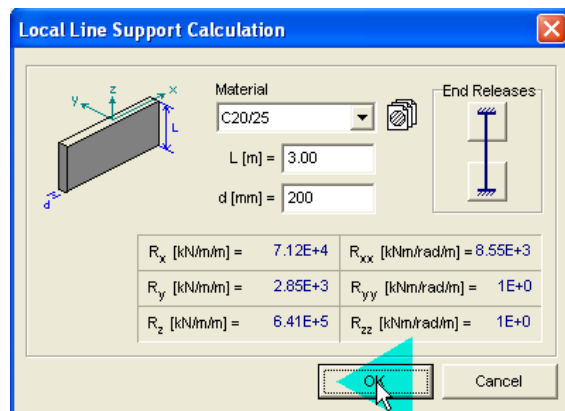 Local Line Support Calculation
Material
End Releases
C20/25
L [m] = 3.00
d [mm] = 200
z
x
y
L
d
Rx [kN/m/m] = 7.12E+4 Rxx [kNm/rad/m] = 8.55E+3
Ry [kN/m/m] = 2.85E+3 Ryy [kNm/rad/m] = 1E+0
Rz [kN/m/m] = 6.41E+5 Rzz [kNm/rad/m] = 1E+0
OK Cancel